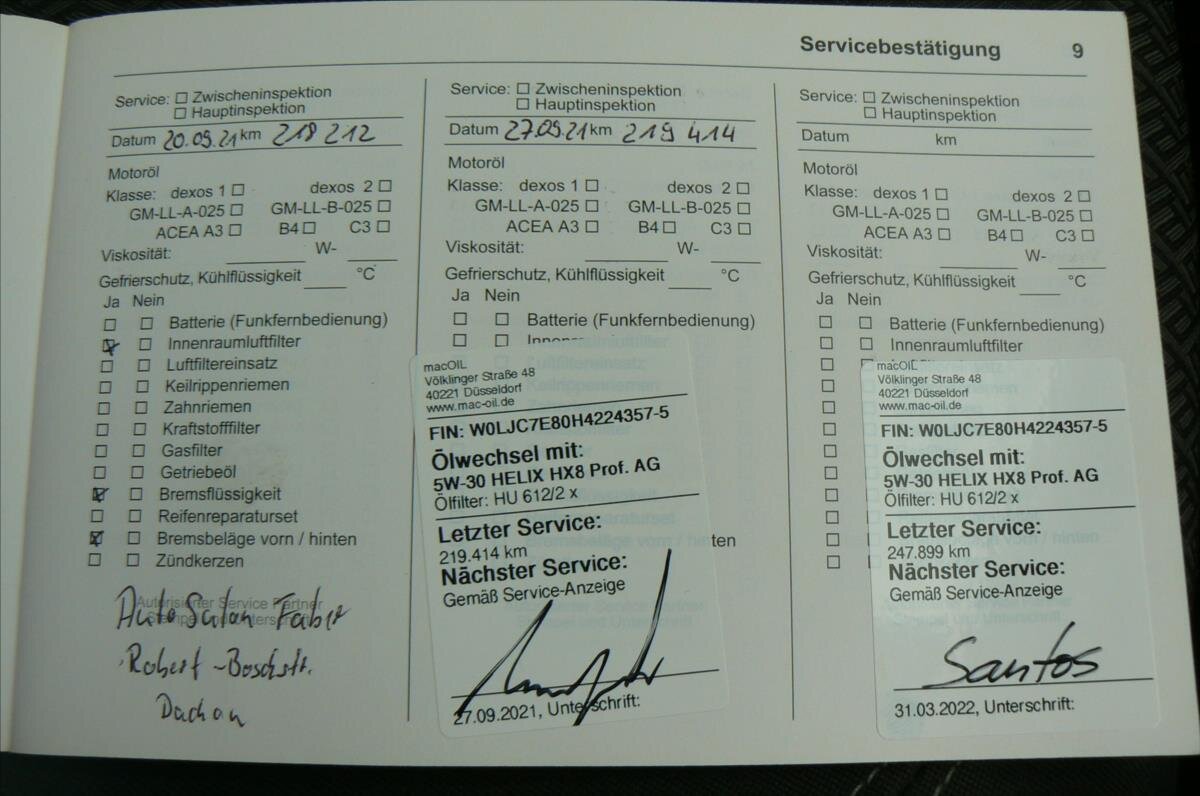 Servicebestätigung 9
Service: Zwischeninspektion
Hauptinspektion
Datum 20.09.21 km 218 212
Motoröl
Klasse: dexos 1 dexos 2
GM-LL-A-025 GM-LL-B-025
ACEA A3 B4 C3
Viskosität: W-
Gefrierschutz, Kühlflüssigkeit °C
Ja Nein
Batterie (Funkfernbedienung)
Innenraumluftfilter
Luftfiltereinsatz
Keilrippenriemen
Zahnriemen
Kraftstofffilter
Gasfilter
Getriebeöl
Bremsflüssigkeit
Reifenreparaturset
Bremsbeläge vorn / hinten
Zündkerzen
Autorisierter Service Partner
Stempel und Unterschrift
Auto Salon
Robert-Boschstr.
Dachau
Service: Zwischeninspektion
Hauptinspektion
Datum 27.09.21 km 219 414
Motoröl
Klasse: dexos 1 dexos 2
GM-LL-A-025 GM-LL-B-025
ACEA A3 B4 C3
Viskosität: W-
Gefrierschutz, Kühlflüssigkeit °C
Ja Nein
Batterie (Funkfernbedienung)
Innenraumluftfilter
macOIL
Völklinger Straße 48
40221 Düsseldorf
www.mac-oil.de
FIN: W0LJC7E80H4224357-5
Ölwechsel mit:
5W-30 HELIX HX8 Prof. AG
Ölfilter: HU 612/2 x
Letzter Service:
219.414 km
Nächster Service:
Gemäß Service-Anzeige
27.09.2021, Unterschrift:
Service: Zwischeninspektion
Hauptinspektion
Datum km
Motoröl
Klasse: dexos 1 dexos 2
GM-LL-A-025 GM-LL-B-025
ACEA A3 B4 C3
Viskosität: W-
Gefrierschutz, Kühlflüssigkeit °C
Ja Nein
Batterie (Funkfernbedienung)
Innenraumluftfilter
macOIL
Völklinger Straße 48
40221 Düsseldorf
www.mac-oil.de
FIN: W0LJC7E80H4224357-5
Ölwechsel mit:
5W-30 HELIX HX8 Prof. AG
Ölfilter: HU 612/2 x
Letzter Service:
247.899 km
Nächster Service:
Gemäß Service-Anzeige
Santos
31.03.2022, Unterschrift: